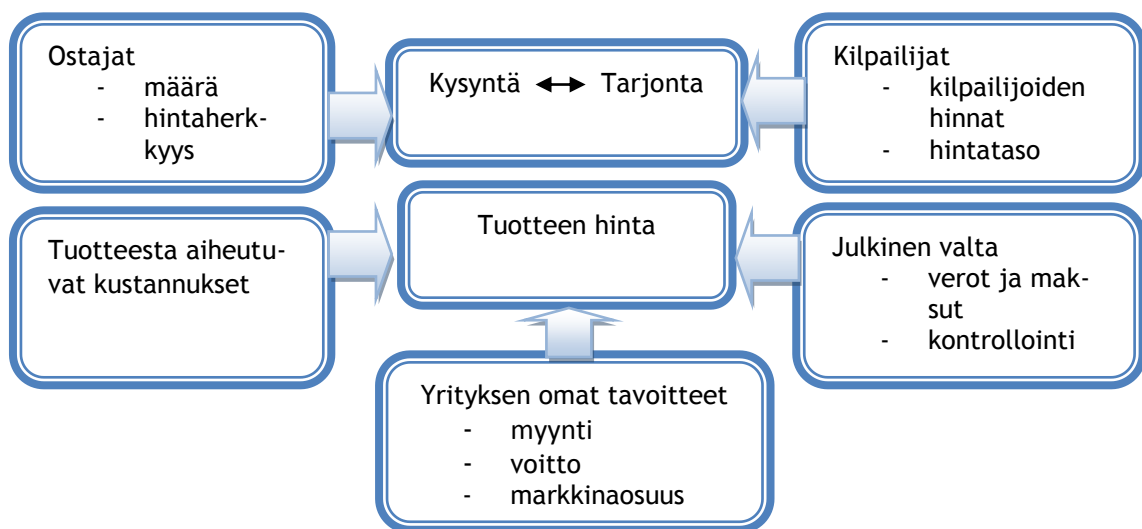 Ostajat
- määrä
- hintaherk-
kyys
Kysyntä ↔ Tarjonta
Kilpailijat
- kilpailijoiden
hinnat
- hintataso
Tuotteesta aiheutu-
vat kustannukset
Tuotteen hinta
Julkinen valta
- verot ja mak-
sut
- kontrollointi
Yrityksen omat tavoitteet
- myynti
- voitto
- markkinaosuus